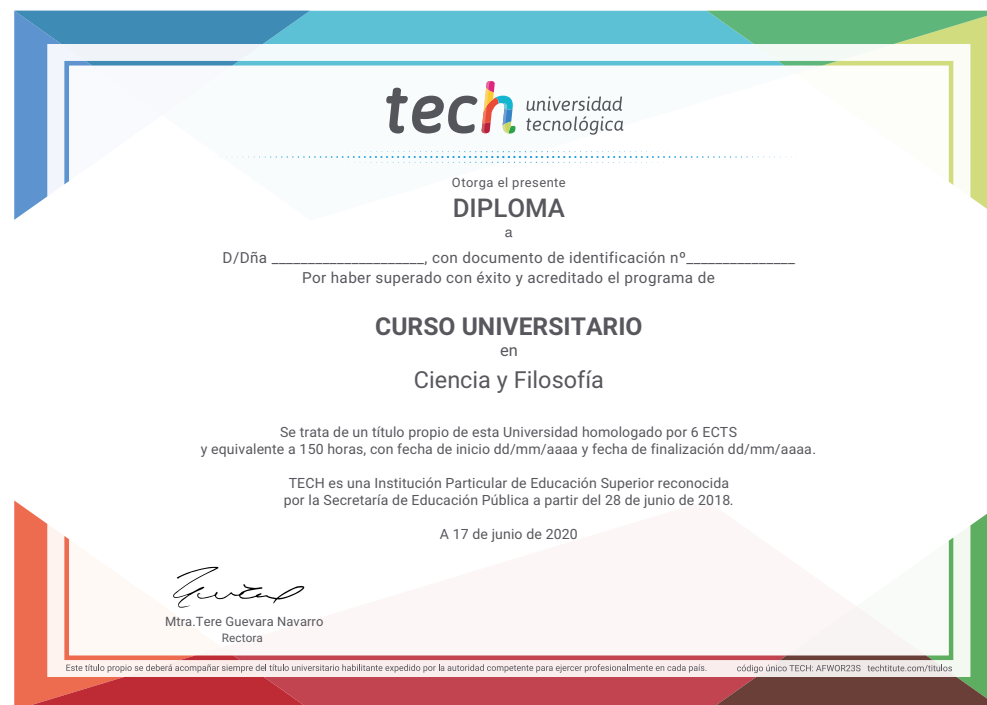 tech universidad
tecnológica
Otorga el presente
DIPLOMA
a
D/Dña _____________________, con documento de identificación nº_______________
Por haber superado con éxito y acreditado el programa de
CURSO UNIVERSITARIO
en
Ciencia y Filosofía
Se trata de un título propio de esta Universidad homologado por 6 ECTS
y equivalente a 150 horas, con fecha de inicio dd/mm/aaaa y fecha de finalización dd/mm/aaaa.
TECH es una Institución Particular de Educación Superior reconocida
por la Secretaría de Educación Pública a partir del 28 de junio de 2018.
A 17 de junio de 2020
Mtra.Tere Guevara Navarro
Rectora
Este título propio se deberá acompañar siempre del título universitario habilitante expedido por la autoridad competente para ejercer profesionalmente en cada país. código único TECH: AFWOR23S techtitute.com/titulos